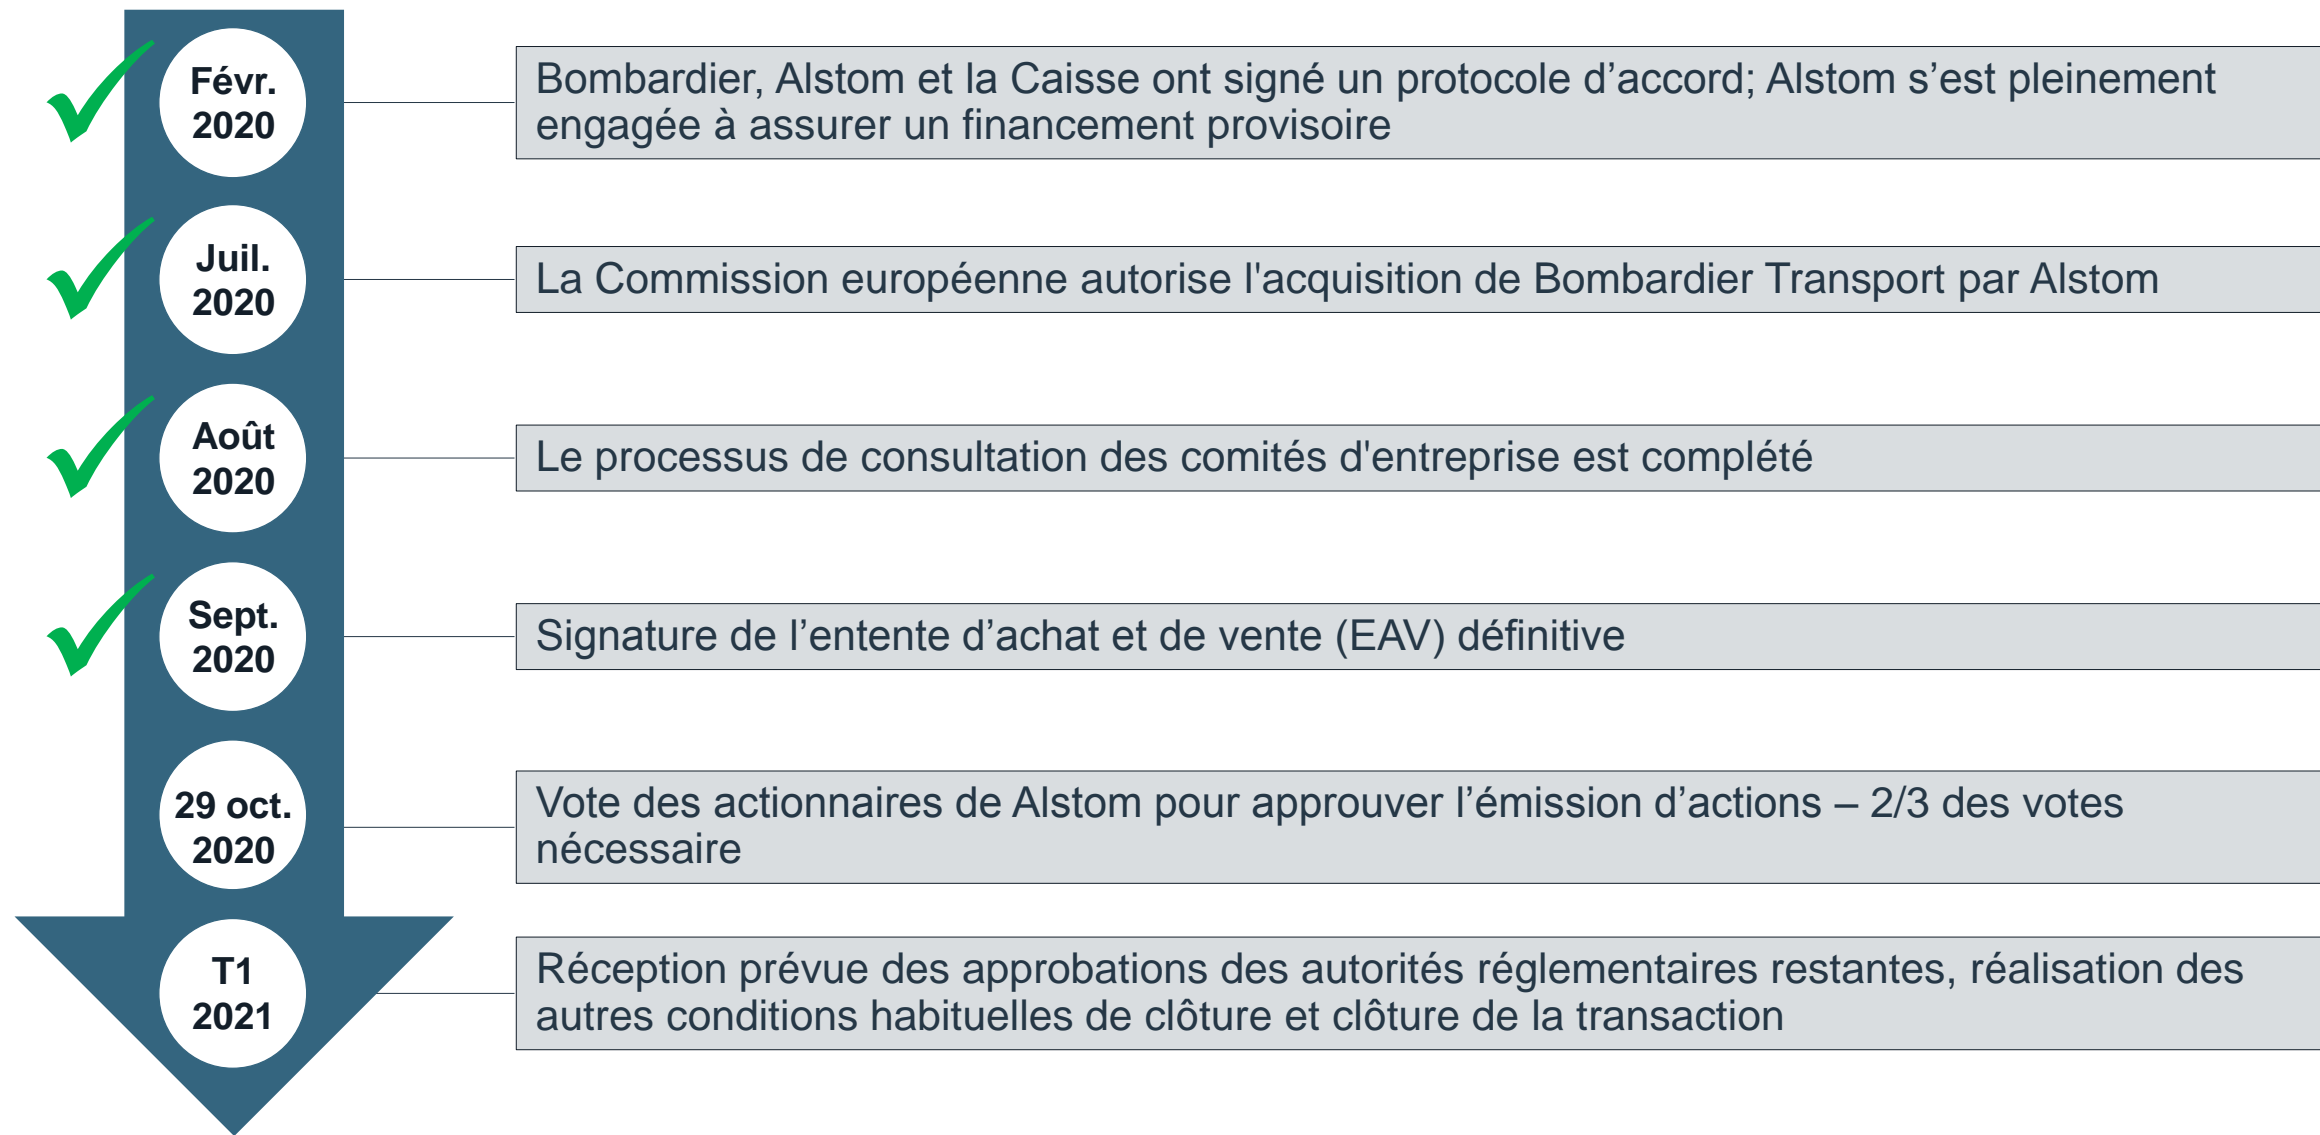 Févr.
2020
Bombardier, Alstom et la Caisse ont signé un protocole d’accord; Alstom s’est pleinement
engagée à assurer un financement provisoire
Juil.
2020
La Commission européenne autorise l'acquisition de Bombardier Transport par Alstom
Août
2020
Le processus de consultation des comités d'entreprise est complété
Sept.
2020
Signature de l’entente d’achat et de vente (EAV) définitive
29 oct.
2020
Vote des actionnaires de Alstom pour approuver l’émission d’actions – 2/3 des votes
nécessaire
T1
2021
Réception prévue des approbations des autorités réglementaires restantes, réalisation des
autres conditions habituelles de clôture et clôture de la transaction